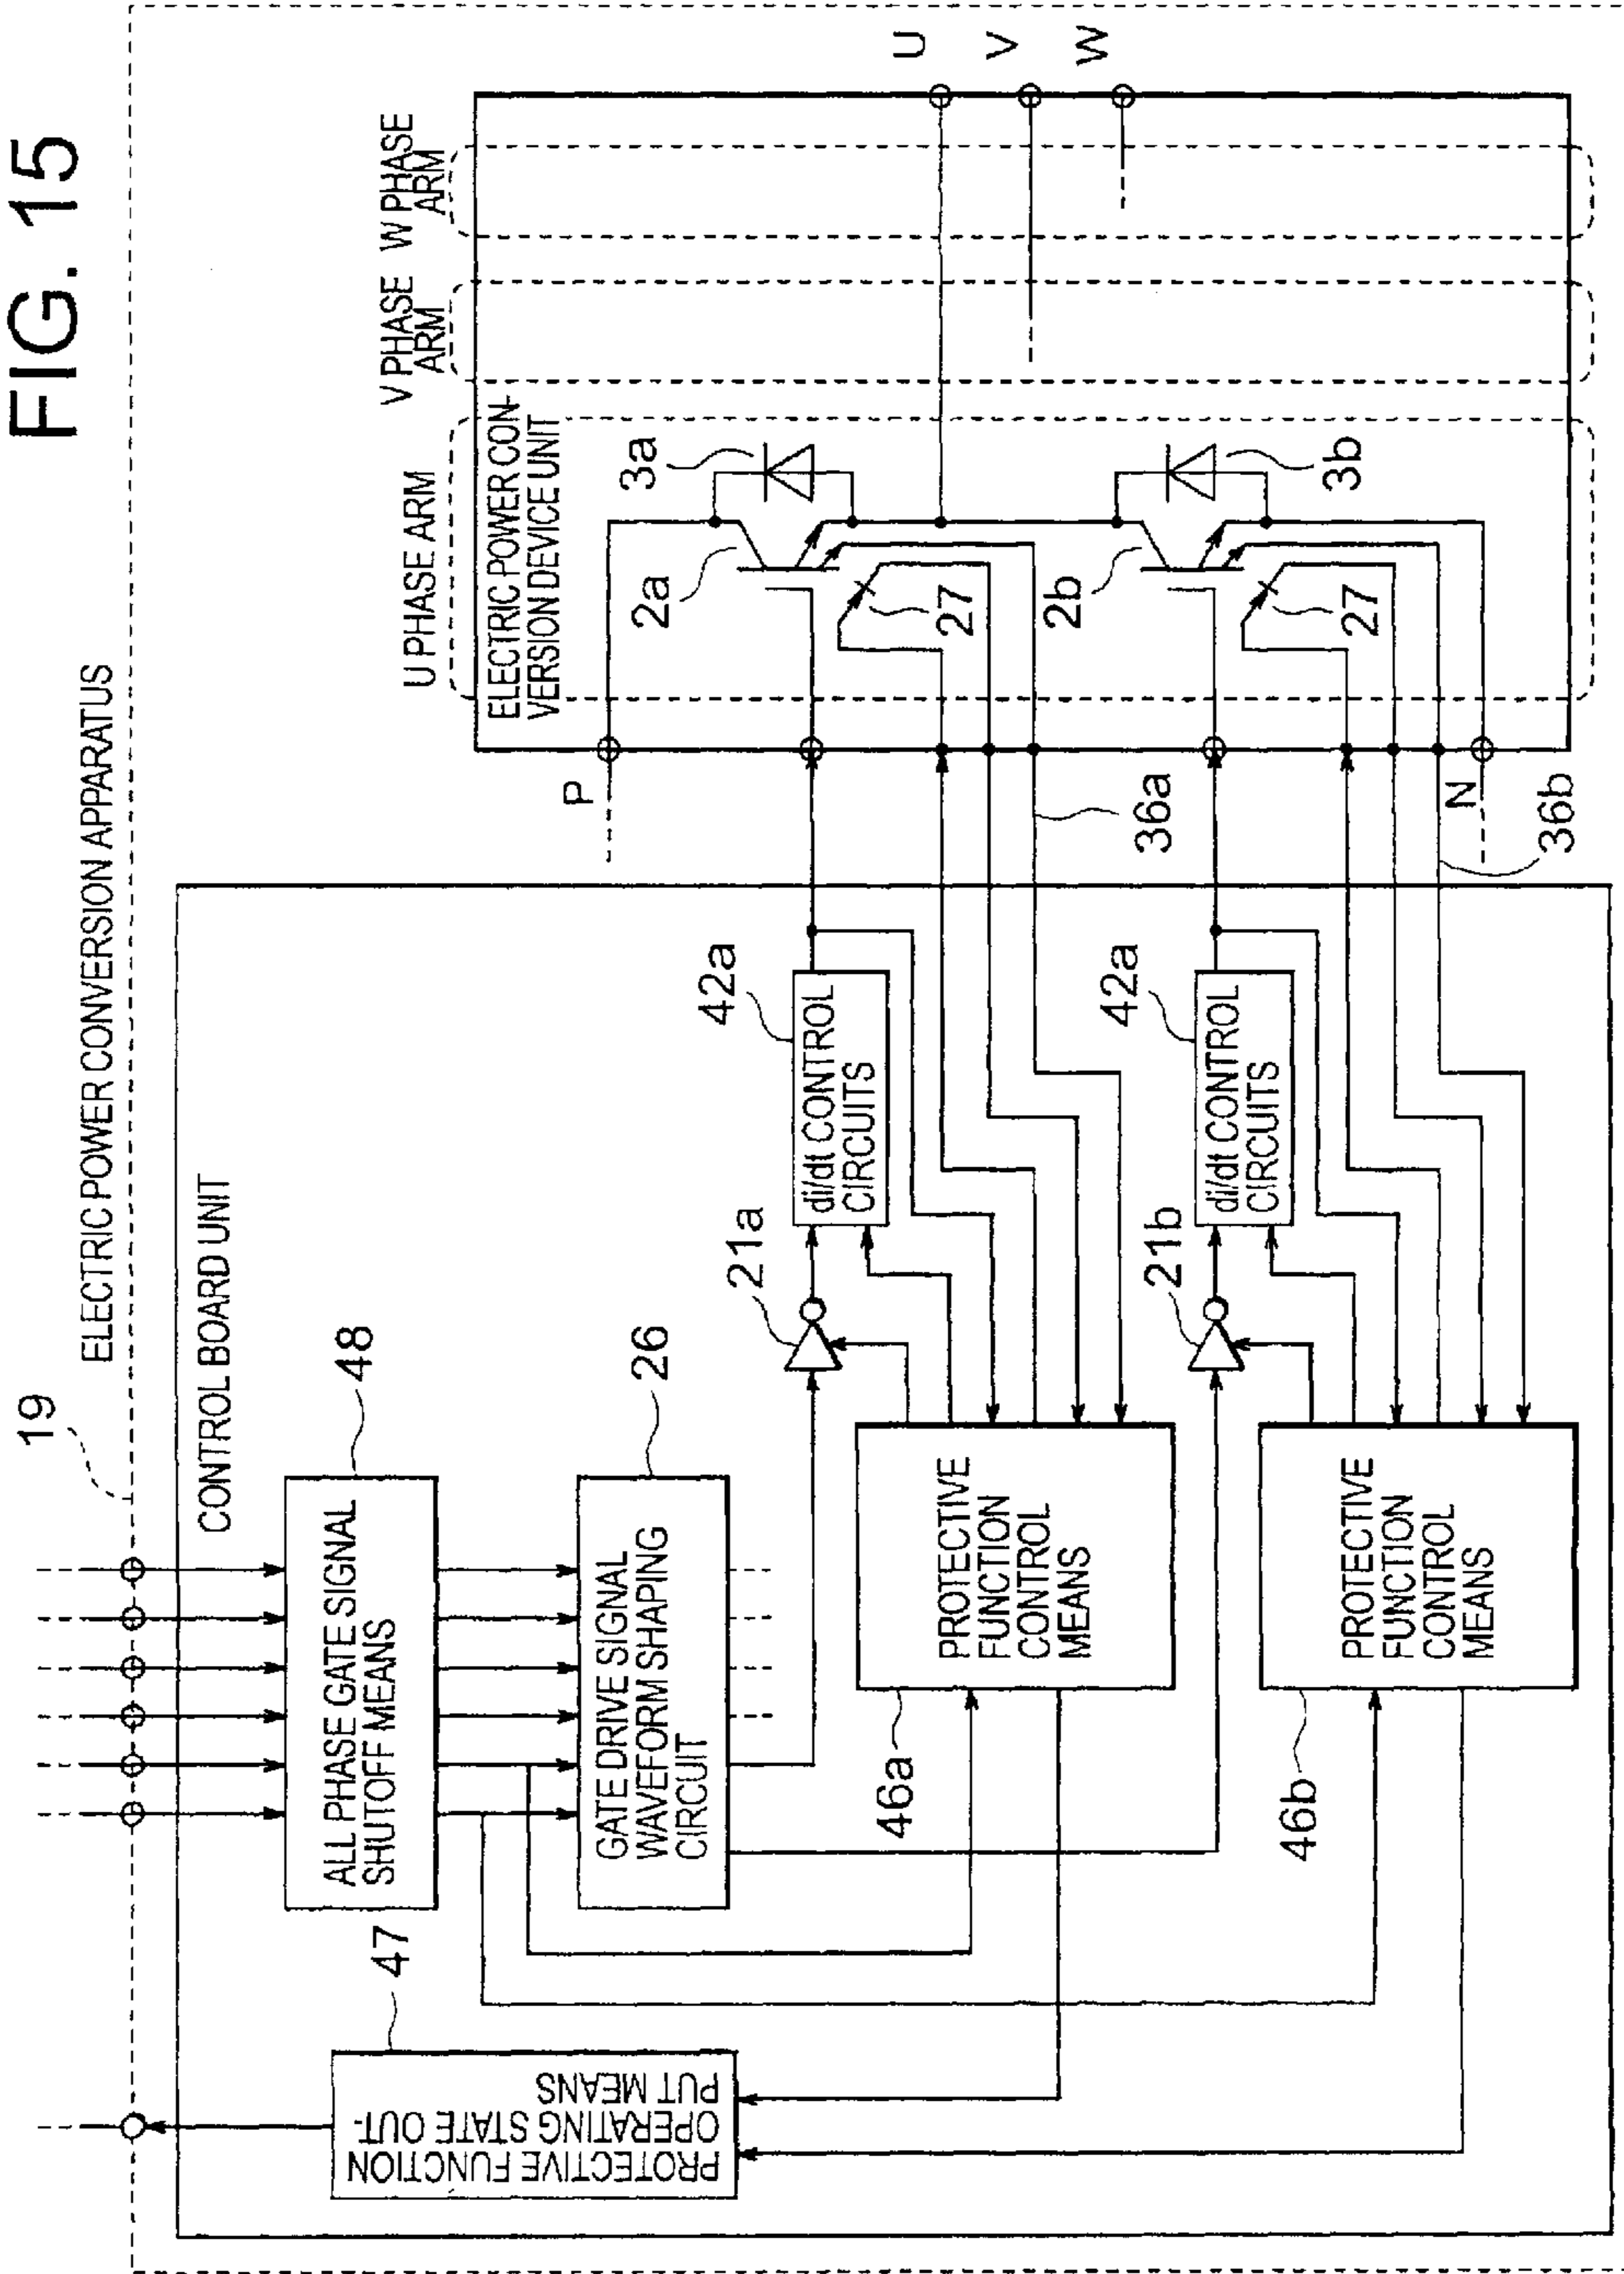 FIG. 15
19
ELECTRIC POWER CONVERSION APPARATUS
CONTROL BOARD UNIT
47
PROTECTIVE FUNCTION
OPERATING STATE OUT-
PUT MEANS
48
ALL PHASE GATE SIGNAL
SHUTOFF MEANS
26
GATE DRIVE SIGNAL
WAVEFORM SHAPING
CIRCUIT
21a
42a
di/dt CONTROL
CIRCUITS
46a
PROTECTIVE
FUNCTION
CONTROL
MEANS
21b
42a
di/dt CONTROL
CIRCUITS
46b
PROTECTIVE
FUNCTION
CONTROL
MEANS
P
36a
N
36b
U PHASE ARM
ELECTRIC POWER CON-
VERSION DEVICE UNIT
2a
3a
27
2b
3b
27
V PHASE
ARM
W PHASE
ARM
U
V
W